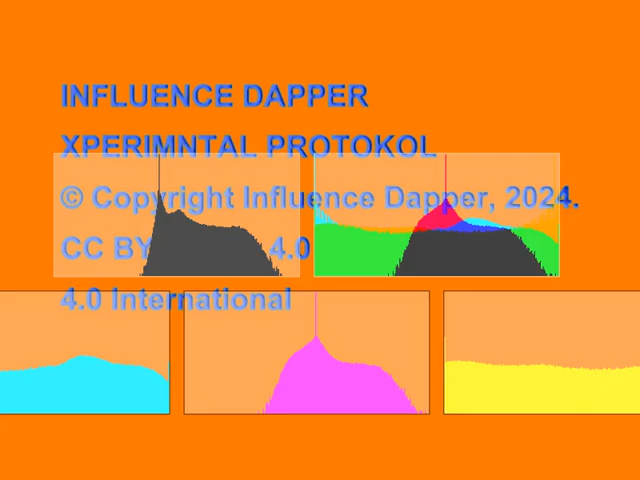 INFLUENCE DAPPER
XPERIMNTAL PROTOKOL
© Copyright Influence Dapper, 2024.
CC BY 4.0
4.0 International